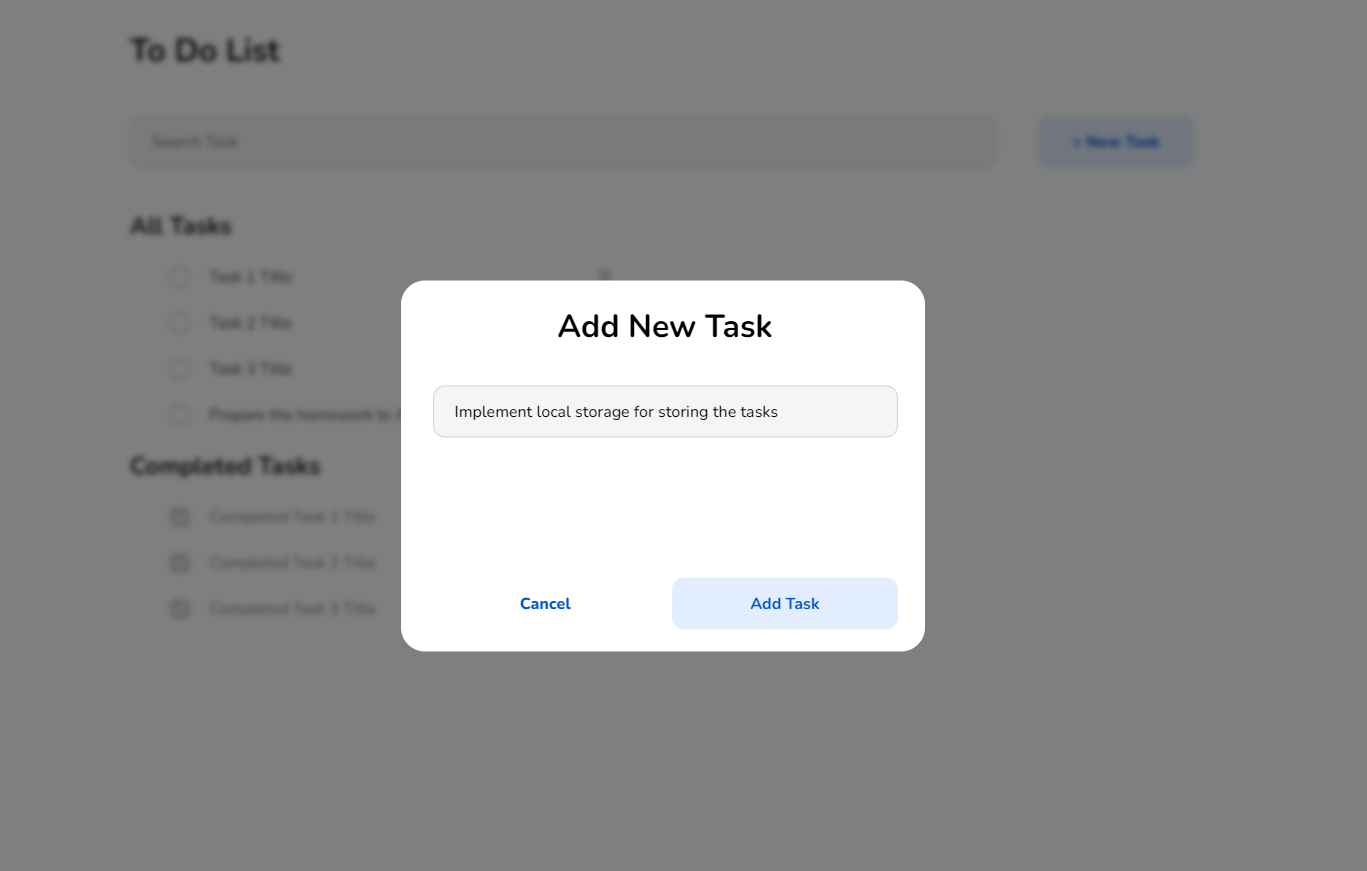 To Do List
Search Task
+ New Task
All Tasks
Task 1 Title
Task 2 Title
Task 3 Title
Prepare the homework to
Completed Tasks
Completed Task 1 Title
Completed Task 2 Title
Completed Task 3 Title
Add New Task
Implement local storage for storing the tasks
Cancel
Add Task